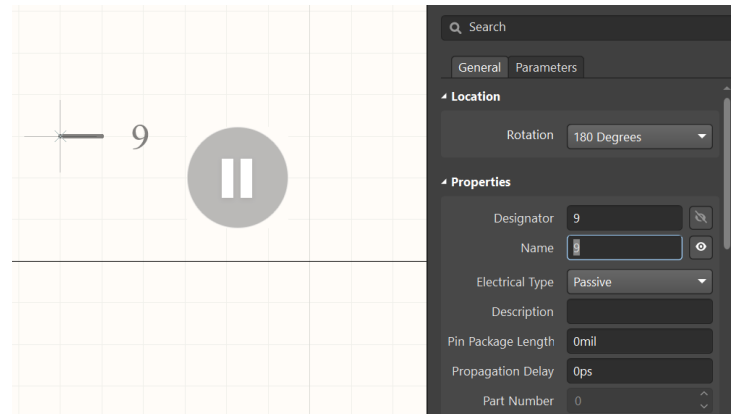 9
Search
General Parameters
Location
Rotation 180 Degrees
Properties
Designator 9
Name 9
Electrical Type Passive
Description
Pin Package Length 0mil
Propagation Delay 0ps
Part Number 0